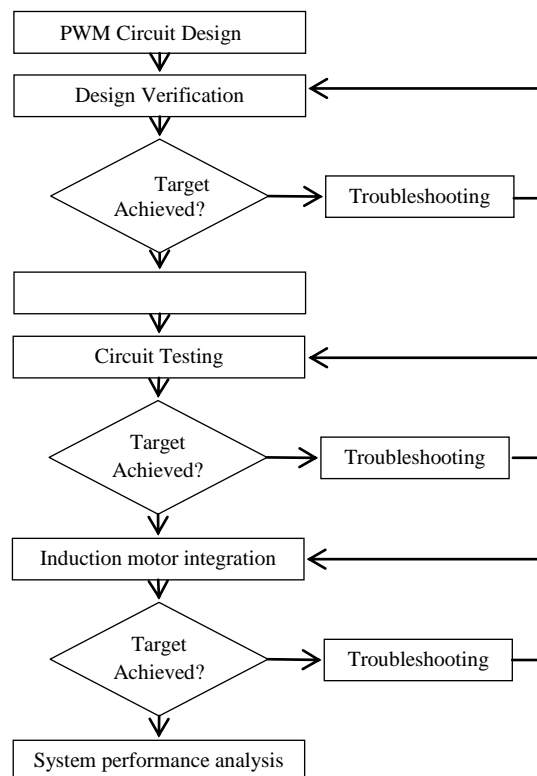 PWM Circuit Design
Design Verification
Target
Achieved?
Troubleshooting
Circuit Testing
Target
Achieved?
Troubleshooting
Induction motor integration
Target
Achieved?
Troubleshooting
System performance analysis